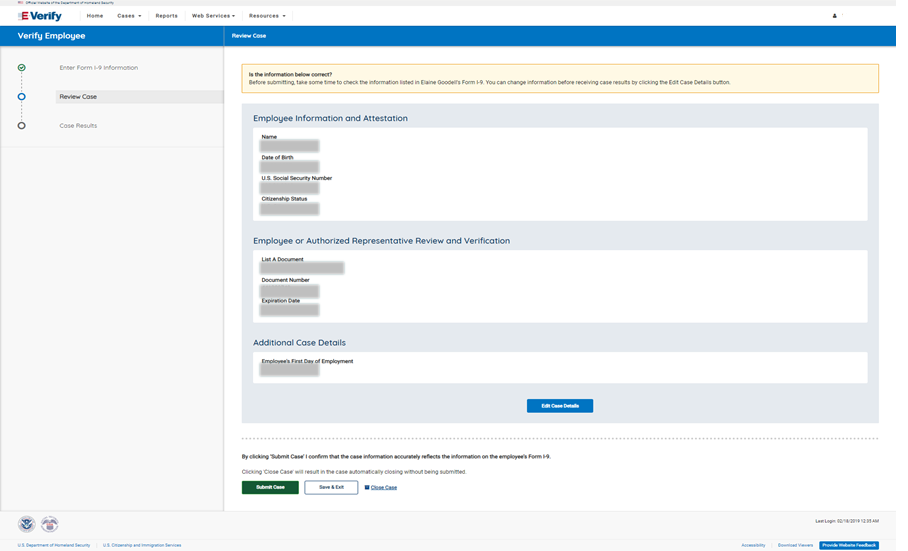 Official Website of the Department of Homeland Security
E-Verify
Home Cases Reports Web Services Resources
Verify Employee Review Case
Enter Form I-9 Information
Review Case
Case Results
Is the information below correct?
Before submitting, take some time to check the information listed in Elaine Goodell's Form I-9. You can change information before receiving case results by clicking the Edit Case Details button.
Employee Information and Attestation
Name
Date of Birth
U.S. Social Security Number
Citizenship Status
Employee or Authorized Representative Review and Verification
List A Document
Document Number
Expiration Date
Additional Case Details
Employee's First Day of Employment
Edit Case Details
By clicking 'Submit Case' I confirm that the case information accurately reflects the information on the employee's Form I-9.
Clicking 'Close Case' will result in the case automatically closing without being submitted.
Submit Case Save & Exit Close Case
Last Login: 02/18/2019 12:35 AM
U.S. Department of Homeland Security U.S. Citizenship and Immigration Services Accessibility Download Viewers Provide Website Feedback